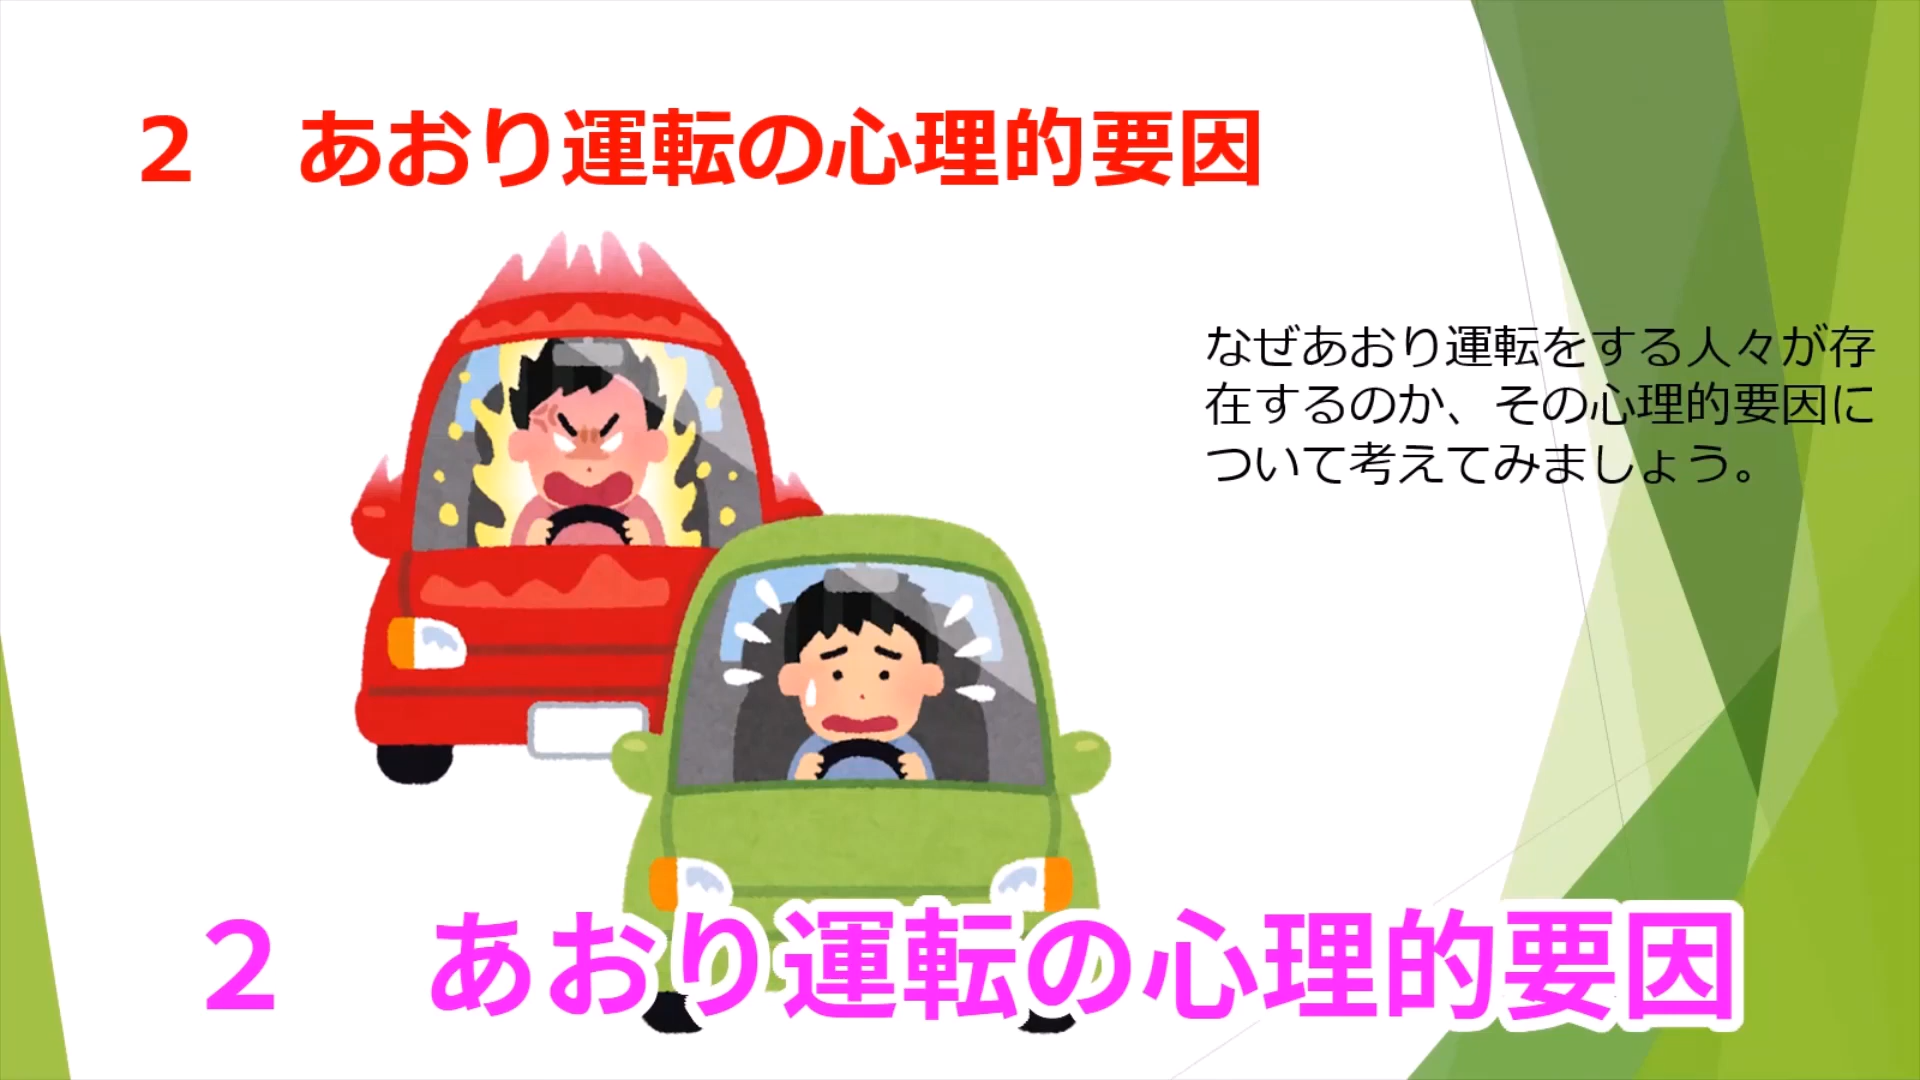 ２　あおり運転の心理的要因
なぜあおり運転をする人々が存
在するのか、その心理的要因に
ついて考えてみましょう。
２　あおり運転の心理的要因